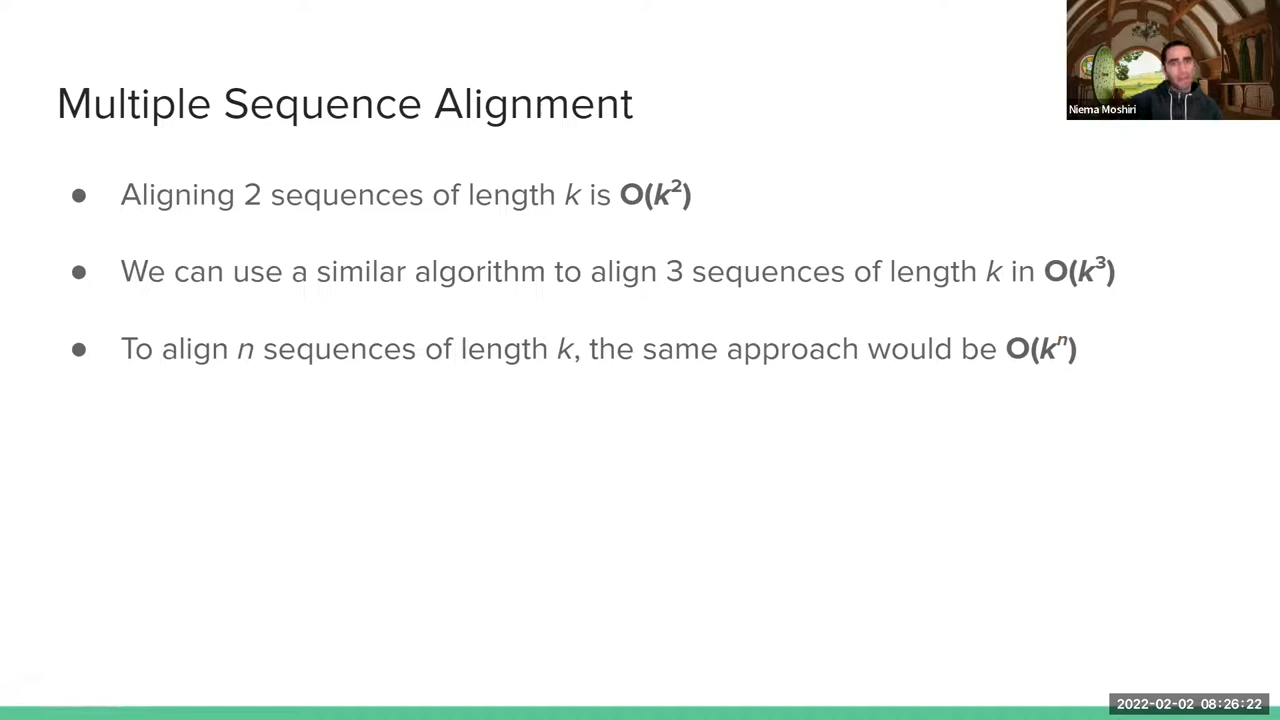 Niema Moshiri
Multiple Sequence Alignment
● Aligning 2 sequences of length k is O(k²)
● We can use a similar algorithm to align 3 sequences of length k in O(k³)
● To align n sequences of length k, the same approach would be O(kⁿ)
2022-02-02 08:26:22